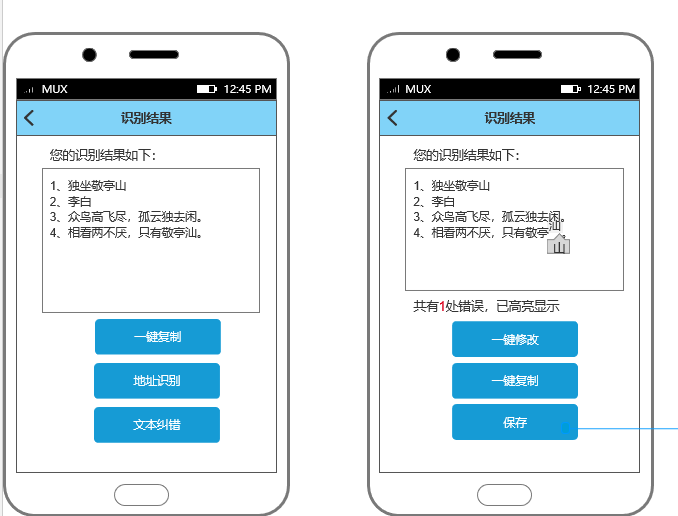 MUX 12:45 PM
识别结果
您的识别结果如下：
1、独坐敬亭山
2、李白
3、众鸟高飞尽，孤云独去闲。
4、相看两不厌，只有敬亭汕。
一键复制
地址识别
文本纠错
MUX 12:45 PM
识别结果
您的识别结果如下：
1、独坐敬亭山
2、李白
3、众鸟高飞尽，孤云独去闲。
4、相看两不厌，只有敬亭汕。
山
共有1处错误，已高亮显示
一键修改
一键复制
保存